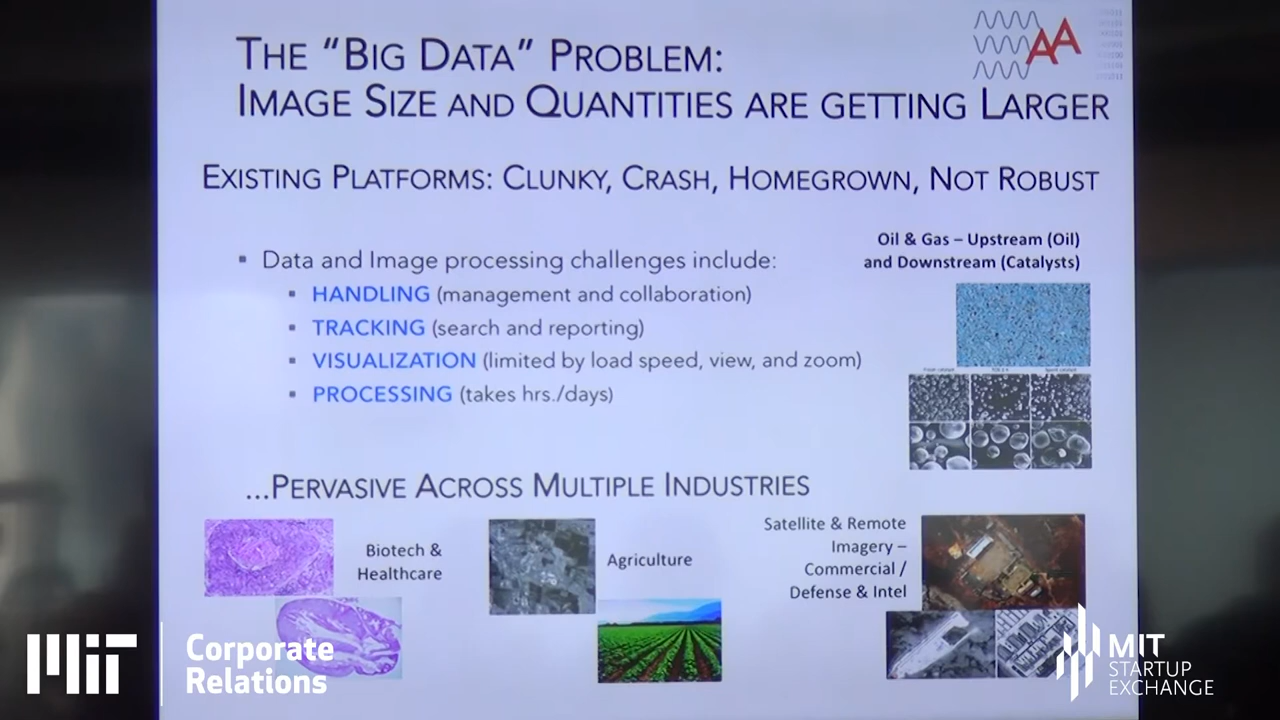 THE "BIG DATA" PROBLEM:
IMAGE SIZE AND QUANTITIES ARE GETTING LARGER
AA
EXISTING PLATFORMS: CLUNKY, CRASH, HOMEGROWN, NOT ROBUST
Oil & Gas – Upstream (Oil)
and Downstream (Catalysts)
▪ Data and Image processing challenges include:
▪ HANDLING (management and collaboration)
▪ TRACKING (search and reporting)
▪ VISUALIZATION (limited by load speed, view, and zoom)
▪ PROCESSING (takes hrs./days)
...PERVASIVE ACROSS MULTIPLE INDUSTRIES
Biotech &
Healthcare
Agriculture
Satellite & Remote
Imagery –
Commercial /
Defense & Intel
MIT
Corporate
Relations
MIT
STARTUP
EXCHANGE